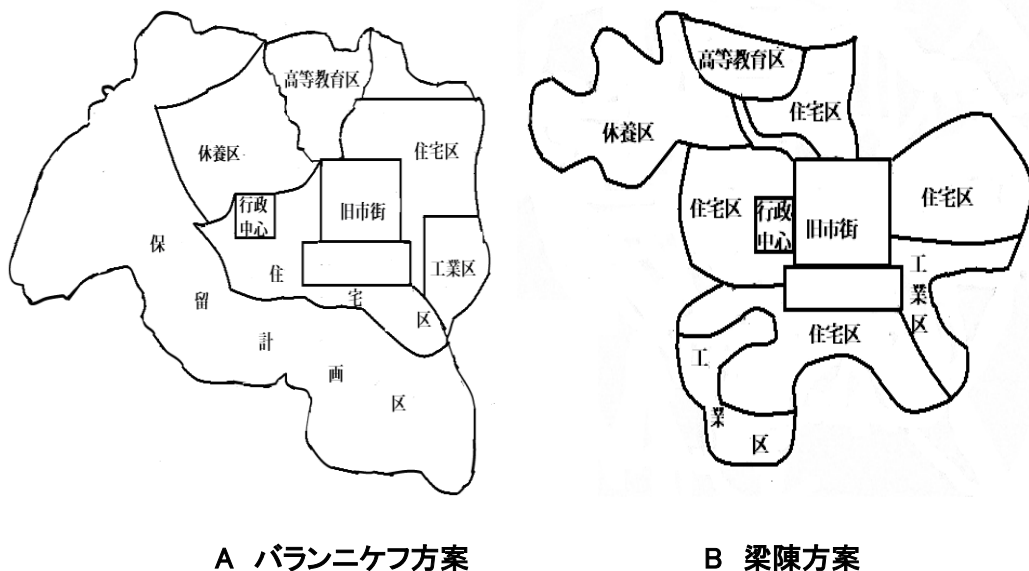 高等教育区
休養区
住宅区
行政
中心
旧市街
工業区
住
宅
区
保
留
計
画
区
A バランニケフ方案
高等教育区
住宅区
休養区
住宅区
行政
中心
旧市街
住宅区
工
業
区
住宅区
工
業
区
B 梁陳方案